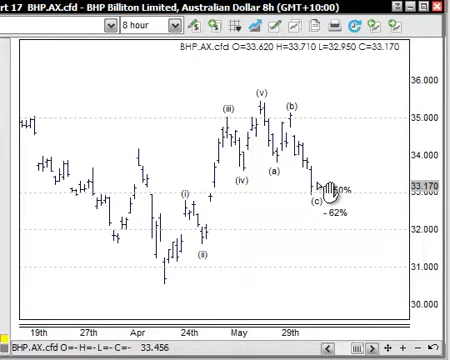 rt 17 BHP.AX.cfd - BHP Billiton Limited, Australian Dollar 8h (GMT+10:00)
8 hour
BHP.AX.cfd O=33.620 H=33.710 L=32.950 C=33.170
36.000
(v)
(iii)
(b)
35.000
34.000
(iv)
(a)
33.170
50%
(i)
(c)
33.000
- 62%
(ii)
32.000
31.000
30.000
19th 27th Apr 24th May 29th
BHP.AX.cfd O=- H=- L=- C=- 33.456